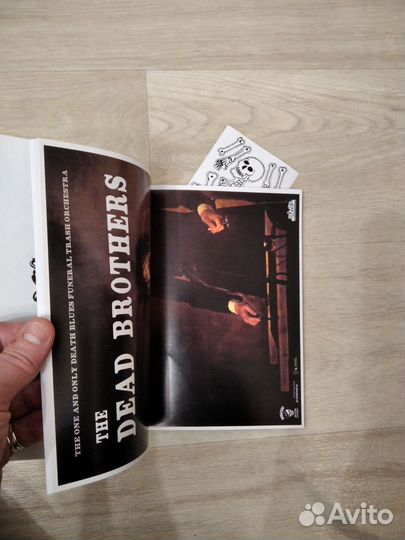 THE ONE AND ONLY DEATH BLUES FUNERAL TRASH ORCHESTRA
THE
DEAD BROTHERS
Avito